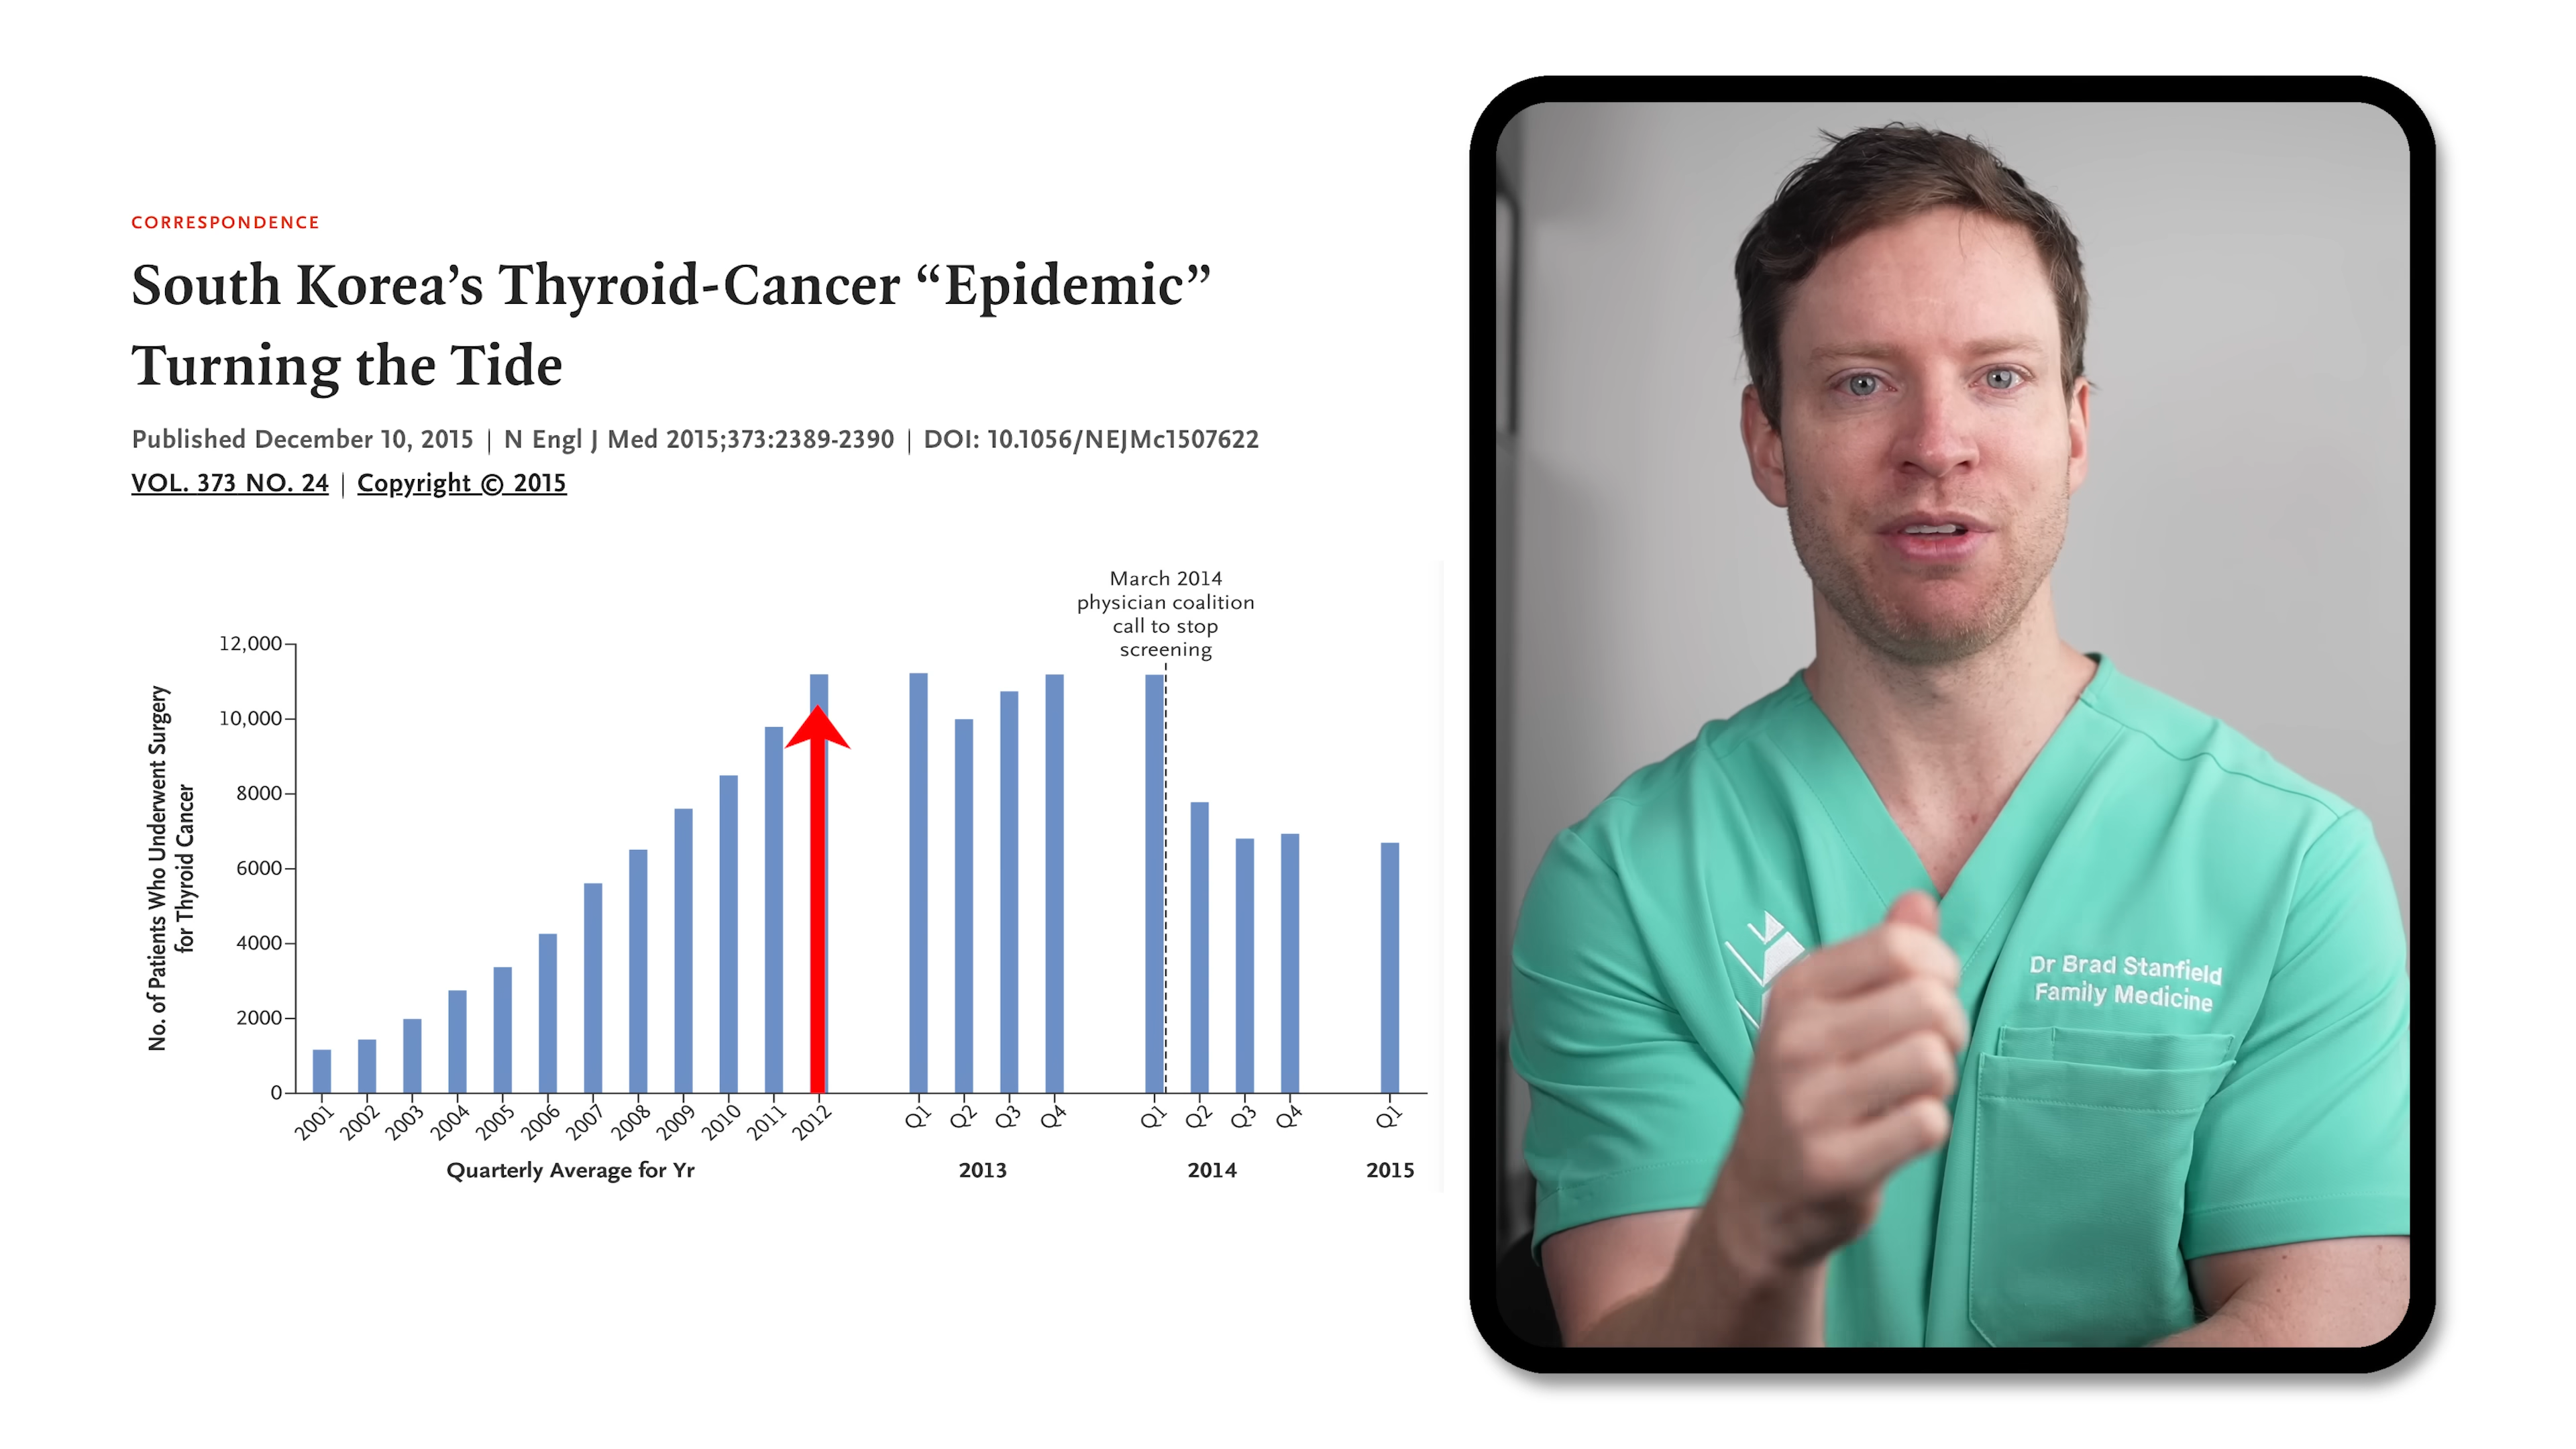 CORRESPONDENCE
South Korea’s Thyroid-Cancer “Epidemic”
Turning the Tide
Published December 10, 2015 | N Engl J Med 2015;373:2389-2390 | DOI: 10.1056/NEJMc1507622
VOL. 373 NO. 24 | Copyright © 2015
March 2014
physician coalition
call to stop
screening
No. of Patients Who Underwent Surgery
for Thyroid Cancer
12,000
10,000
8000
6000
4000
2000
0
2001 2002 2003 2004 2005 2006 2007 2008 2009 2010 2011 2012 Q1 Q2 Q3 Q4 Q1 Q2 Q3 Q4 Q1
Quarterly Average for Yr 2013 2014 2015
Dr Brad Stanfield
Family Medicine